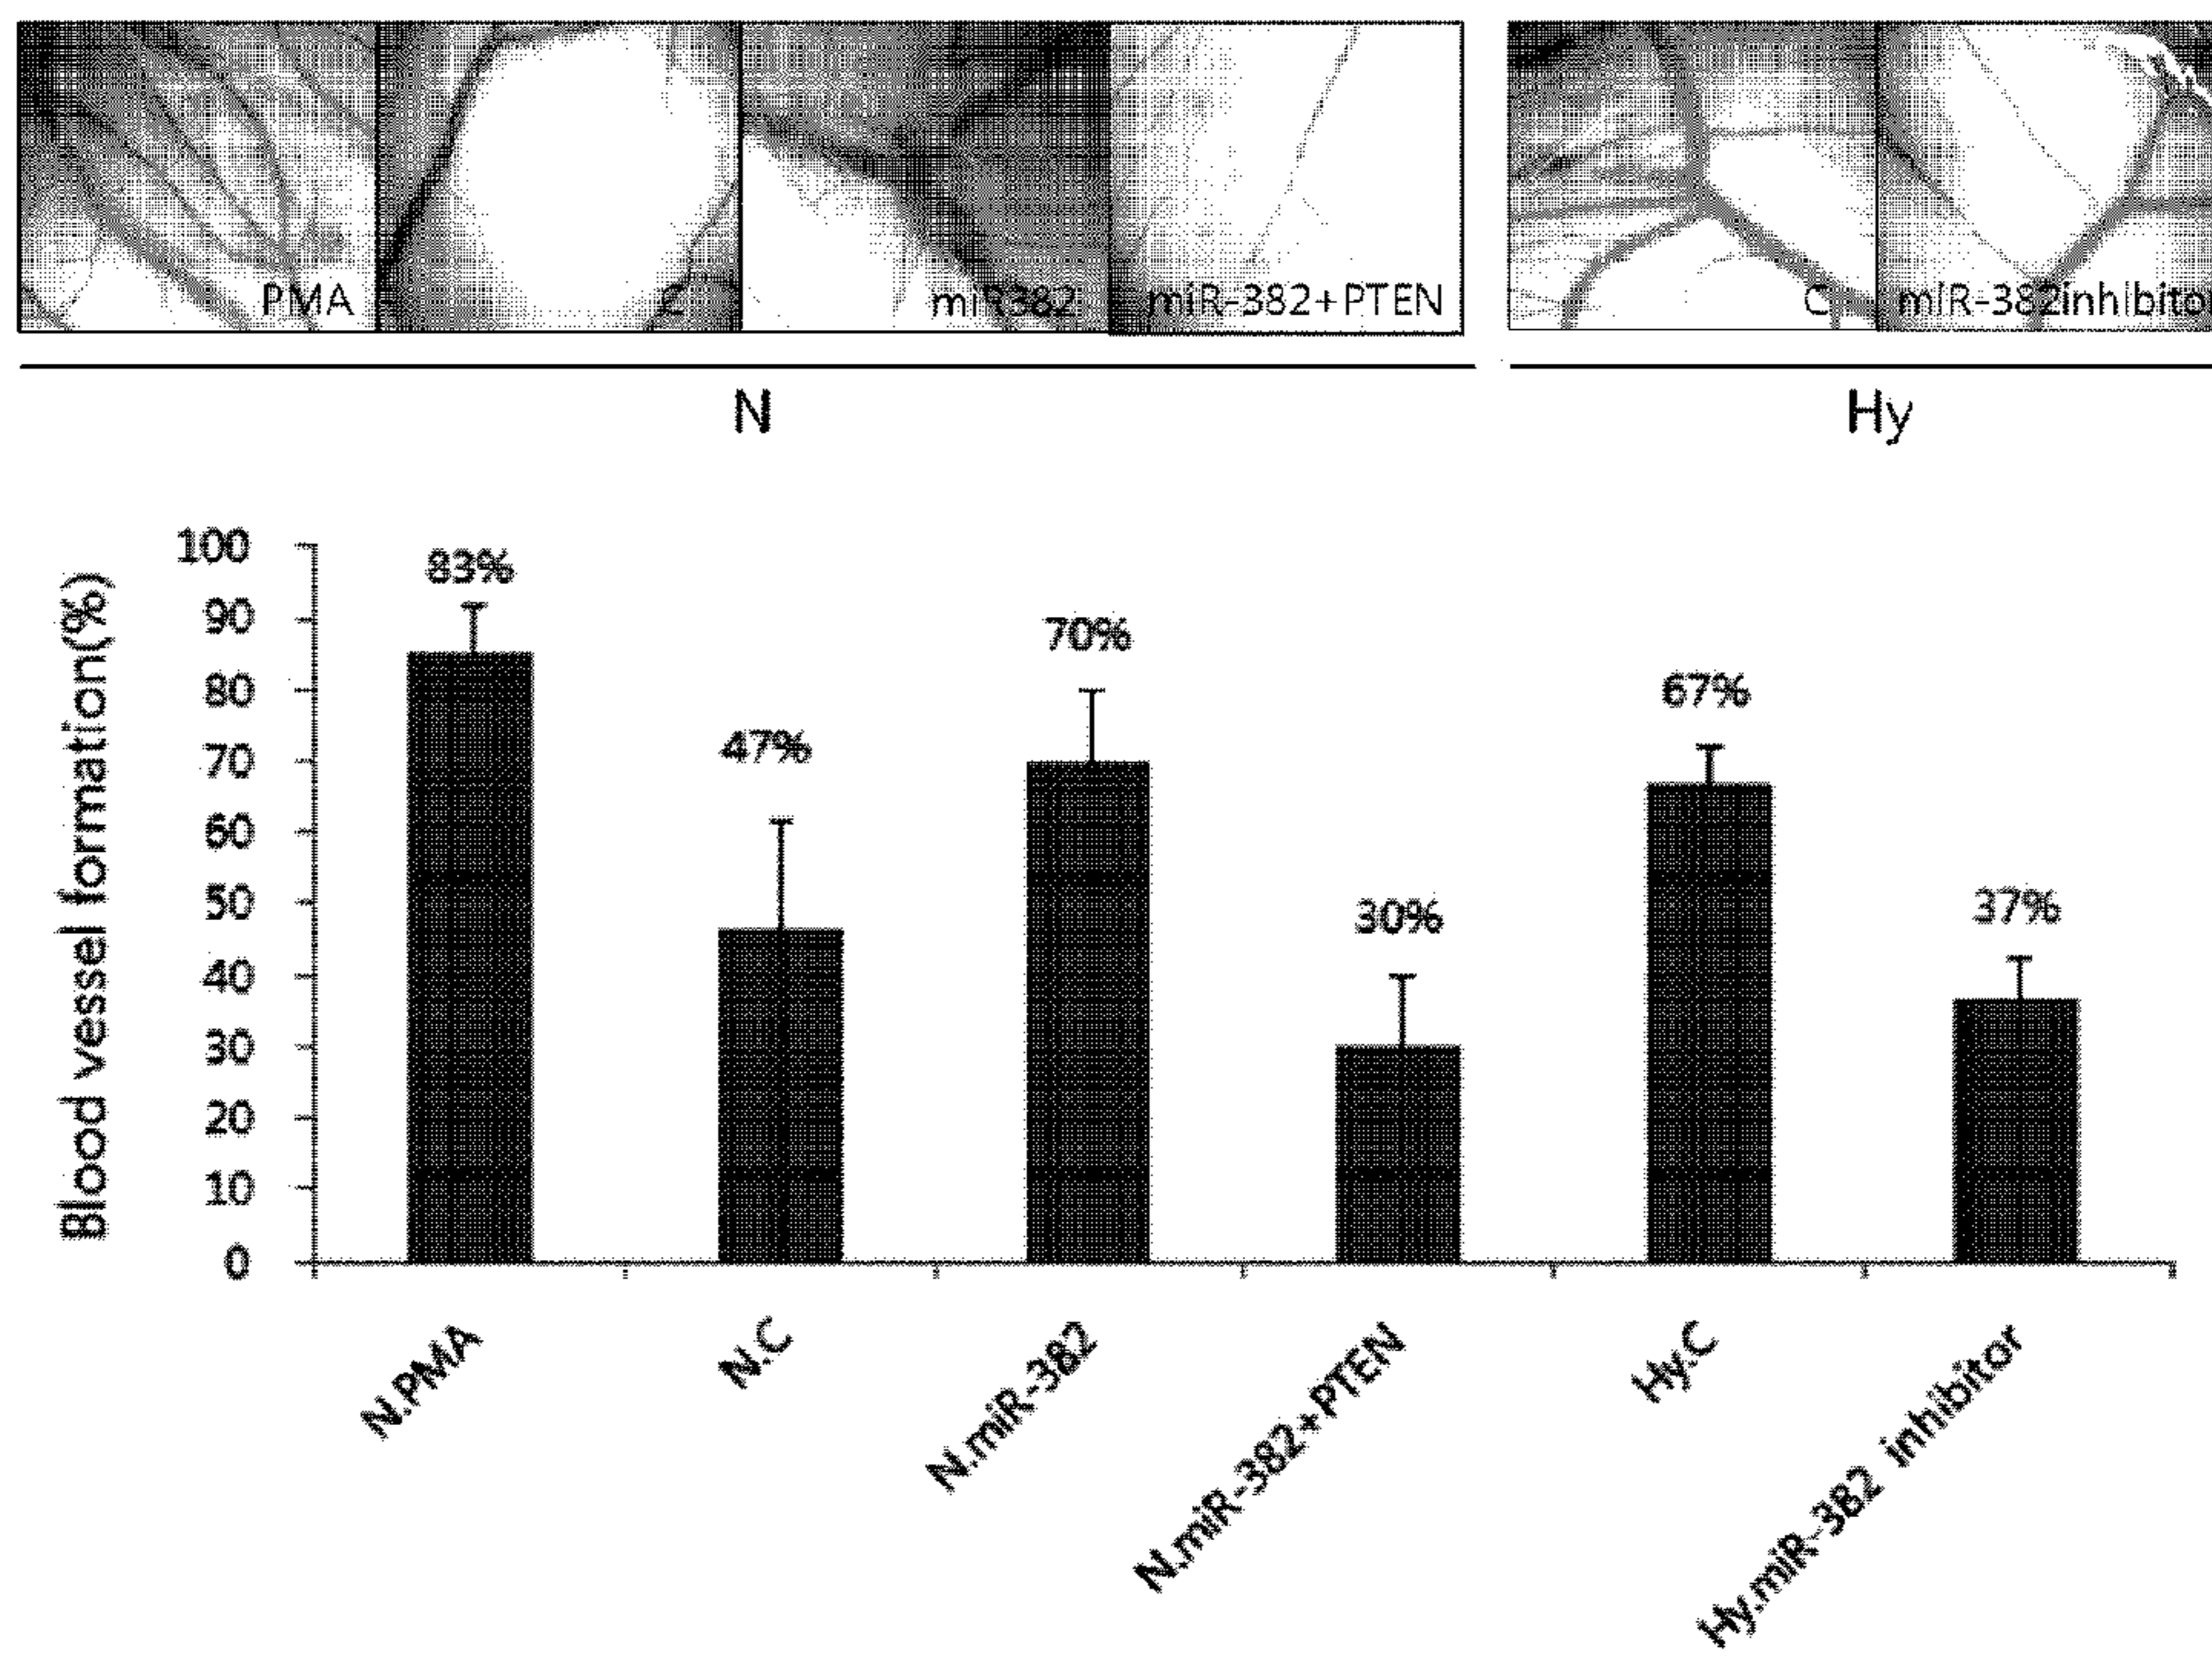 PMA
C
miR382
miR-382+PTEN
C
miR-382inhibitor
N
Hy
Blood vessel formation(%)
100
90
80
70
60
50
40
30
20
10
0
83%
47%
70%
30%
67%
37%
N.PMA
N.C
N.miR-382
N.miR-382+PTEN
Hy.C
Hy.miR-382 inhibitor